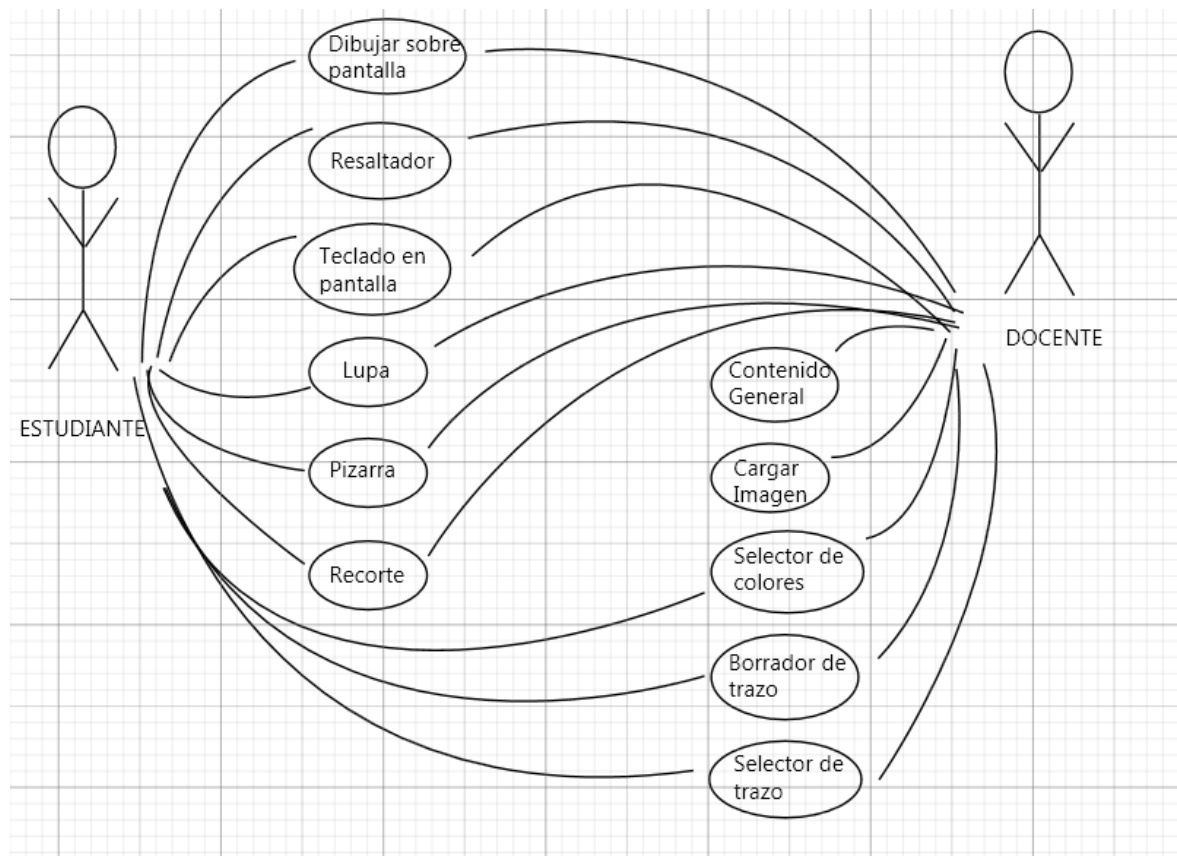 Dibujar sobre
pantalla
Resaltador
Teclado en
pantalla
Lupa
Pizarra
Recorte
ESTUDIANTE
DOCENTE
Contenido
General
Cargar
Imagen
Selector de
colores
Borrador de
trazo
Selector de
trazo